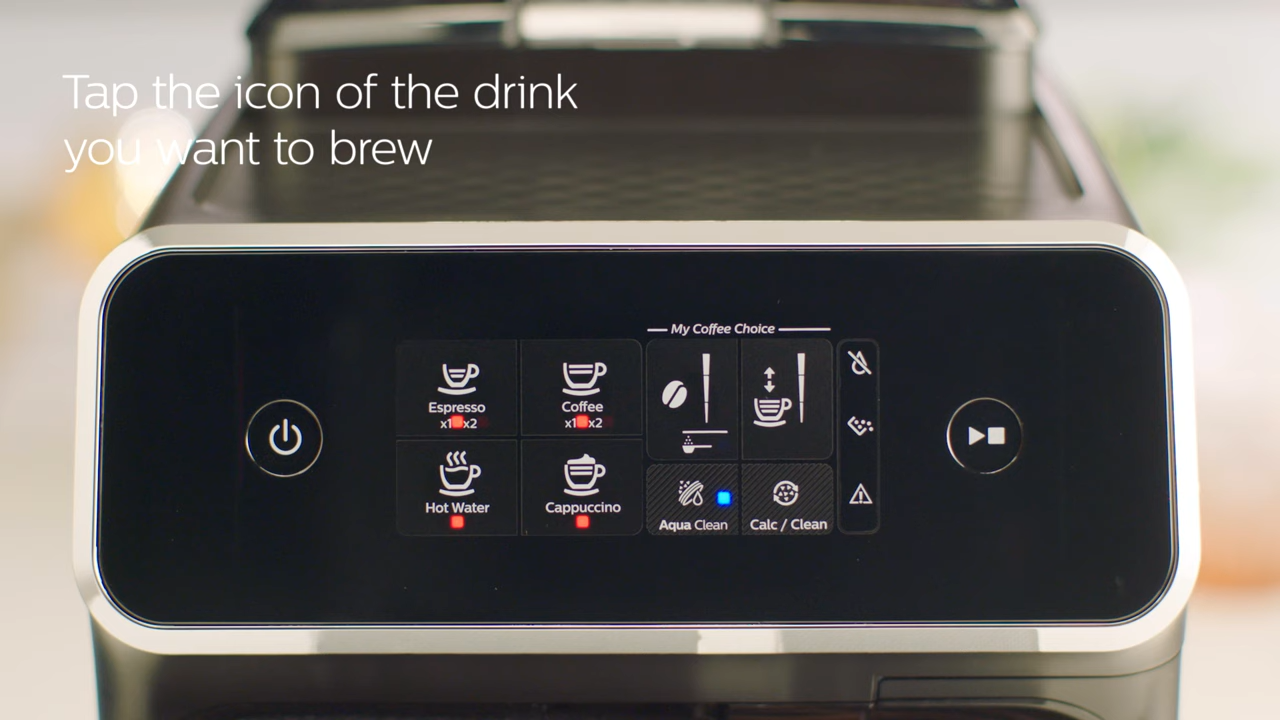 Tap the icon of the drink
you want to brew
My Coffee Choice
Espresso
x1 x2
Coffee
x1 x2
Hot Water
Cappuccino
Aqua Clean
Calc / Clean